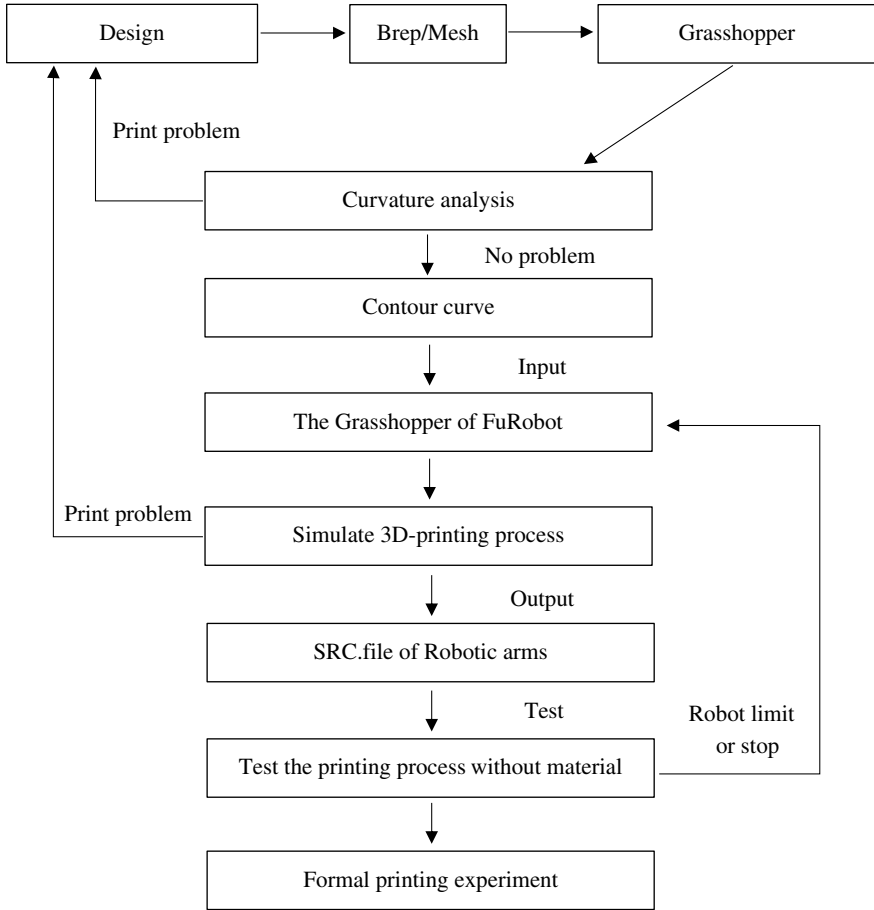 Design
Brep/Mesh
Grasshopper
Print problem
Curvature analysis
No problem
Contour curve
Input
The Grasshopper of FuRobot
Print problem
Simulate 3D-printing process
Output
SRC.file of Robotic arms
Test
Robot limit
or stop
Test the printing process without material
Formal printing experiment